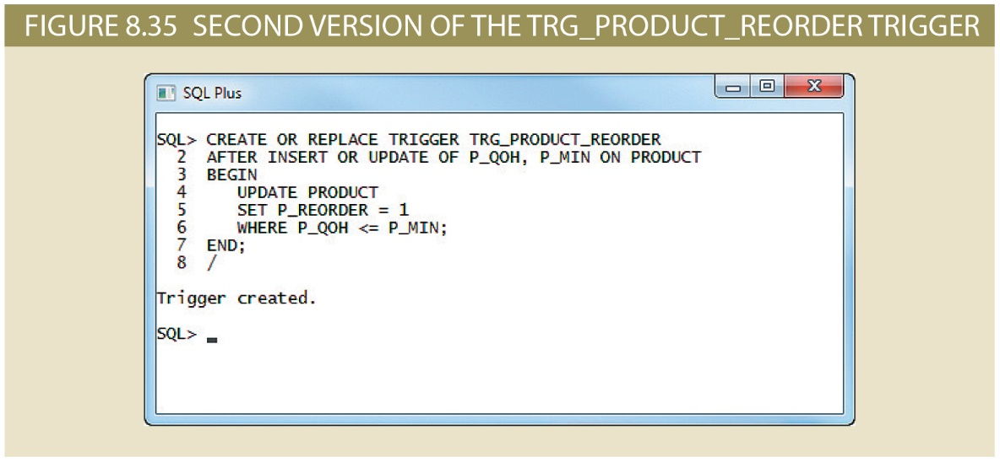 FIGURE 8.35 SECOND VERSION OF THE TRG_PRODUCT_REORDER TRIGGER
SQL Plus
SQL> CREATE OR REPLACE TRIGGER TRG_PRODUCT_REORDER
2 AFTER INSERT OR UPDATE OF P_QOH, P_MIN ON PRODUCT
3 BEGIN
4 UPDATE PRODUCT
5 SET P_REORDER = 1
6 WHERE P_QOH <= P_MIN;
7 END;
8 /
Trigger created.
SQL> _